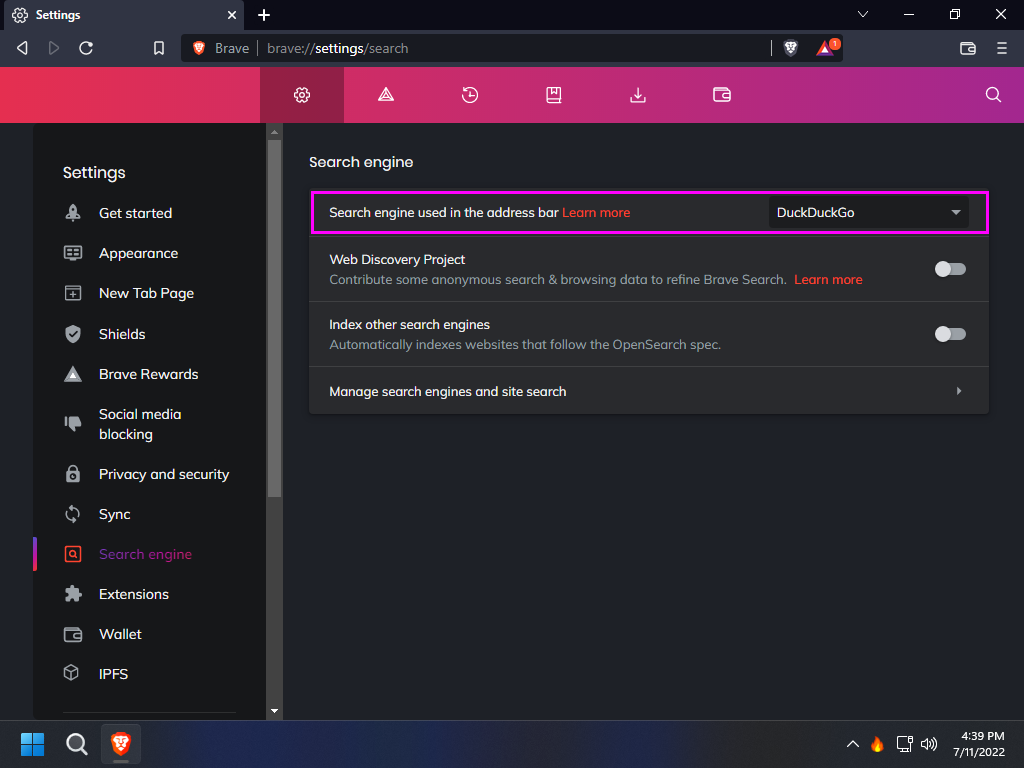 Settings
Brave
brave://settings/search
1
Settings
Get started
Appearance
New Tab Page
Shields
Brave Rewards
Social media
blocking
Privacy and security
Sync
Search engine
Extensions
Wallet
IPFS
Search engine
Search engine used in the address bar Learn more
DuckDuckGo
Web Discovery Project
Contribute some anonymous search & browsing data to refine Brave Search. Learn more
Index other search engines
Automatically indexes websites that follow the OpenSearch spec.
Manage search engines and site search
4:39 PM
7/11/2022